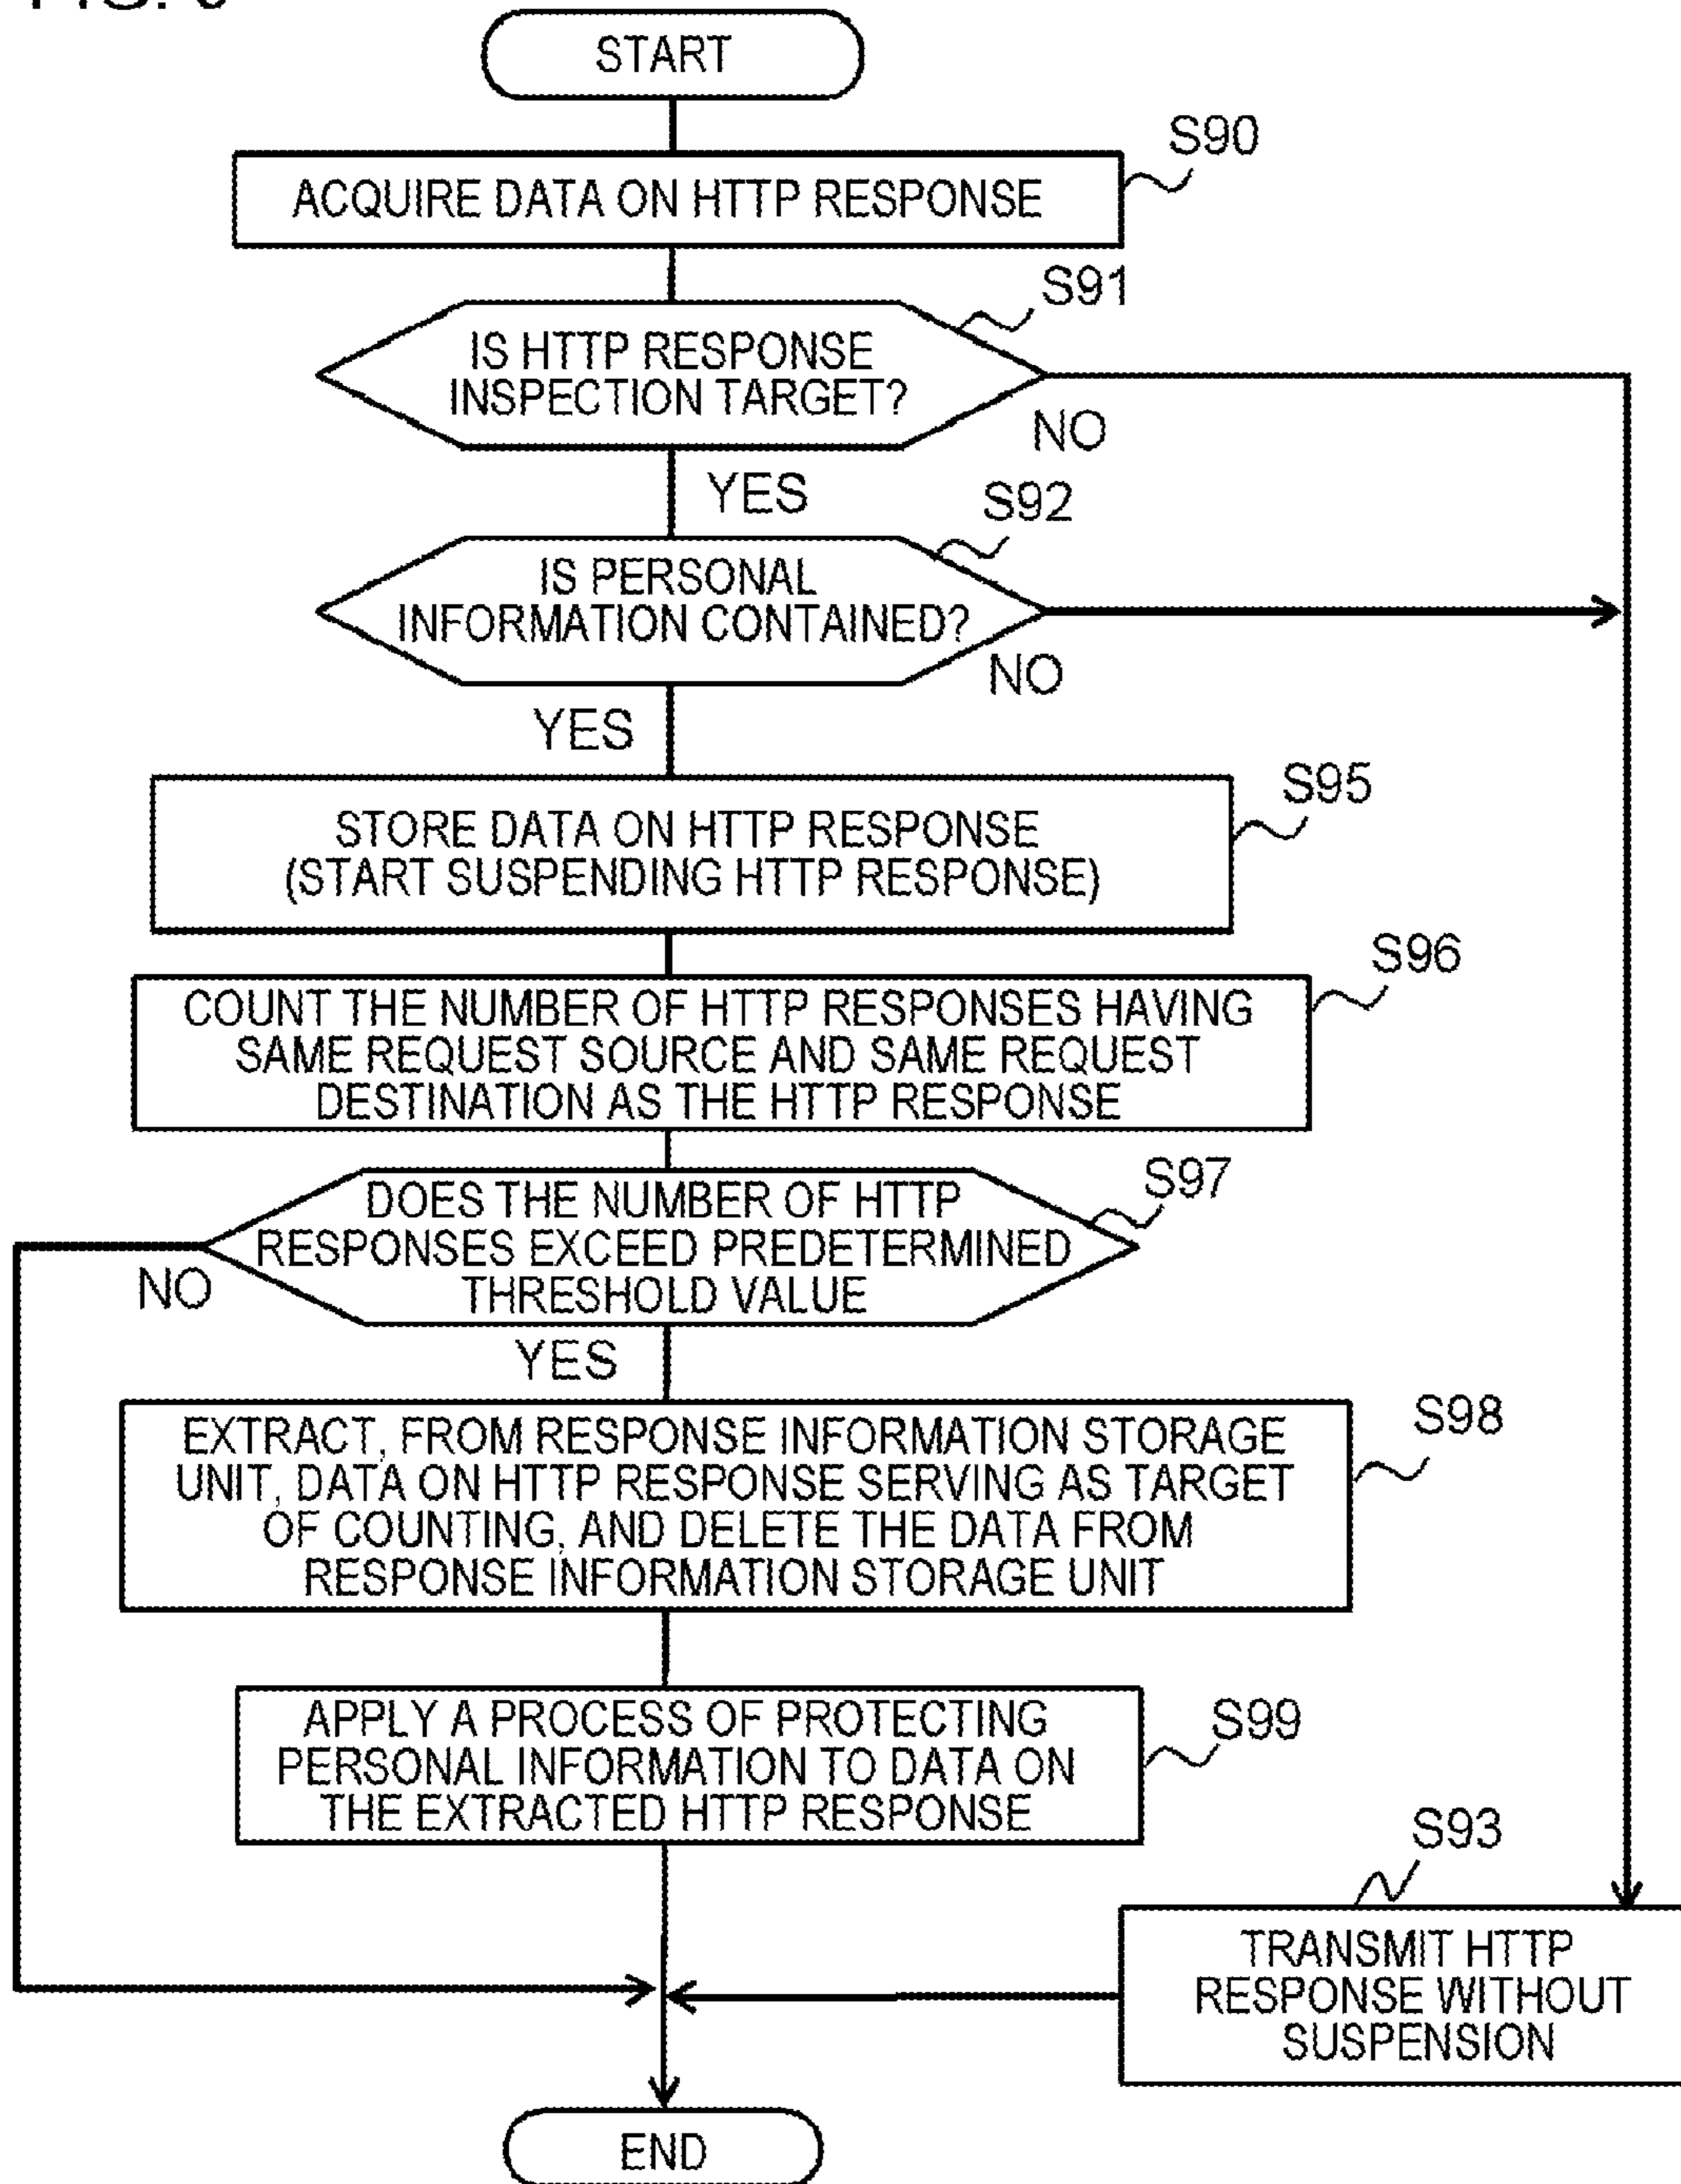 START
S90
ACQUIRE DATA ON HTTP RESPONSE
S91
IS HTTP RESPONSE
INSPECTION TARGET?
NO
YES
S92
IS PERSONAL
INFORMATION CONTAINED?
NO
YES
S95
STORE DATA ON HTTP RESPONSE
(START SUSPENDING HTTP RESPONSE)
S96
COUNT THE NUMBER OF HTTP RESPONSES HAVING
SAME REQUEST SOURCE AND SAME REQUEST
DESTINATION AS THE HTTP RESPONSE
S97
DOES THE NUMBER OF HTTP
RESPONSES EXCEED PREDETERMINED
THRESHOLD VALUE
NO
YES
S98
EXTRACT, FROM RESPONSE INFORMATION STORAGE
UNIT, DATA ON HTTP RESPONSE SERVING AS TARGET
OF COUNTING, AND DELETE THE DATA FROM
RESPONSE INFORMATION STORAGE UNIT
S99
APPLY A PROCESS OF PROTECTING
PERSONAL INFORMATION TO DATA ON
THE EXTRACTED HTTP RESPONSE
S93
TRANSMIT HTTP
RESPONSE WITHOUT
SUSPENSION
END